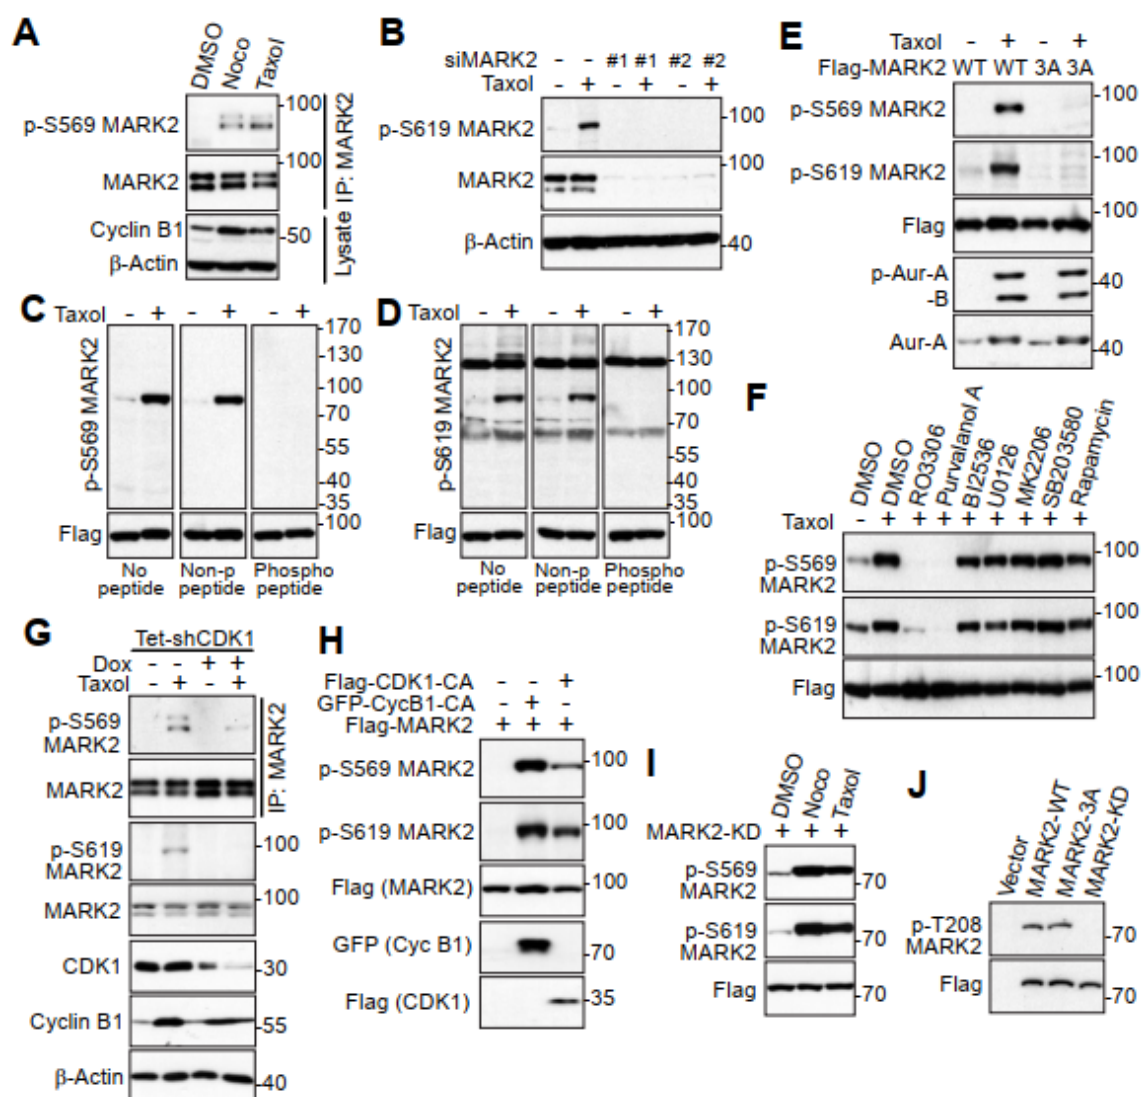 A
DMSO
Noco
Taxol
p-S569 MARK2
100
MARK2
100
Cyclin B1
50
β-Actin
IP: MARK2
Lysate
B
siMARK2 - - #1 #1 #2 #2
Taxol - + - + - +
p-S619 MARK2
100
MARK2
100
β-Actin
40
C
Taxol - + - + - +
p-S569 MARK2
170
130
100
70
55
40
35
Flag
100
No peptide
Non-p peptide
Phospho peptide
D
Taxol - + - + - +
p-S619 MARK2
170
130
100
70
55
40
35
Flag
100
No peptide
Non-p peptide
Phospho peptide
E
Taxol - + - +
Flag-MARK2 WT WT 3A 3A
p-S569 MARK2
100
p-S619 MARK2
100
Flag
100
p-Aur-A
-B
40
Aur-A
40
F
DMSO
DMSO
RO3306
Purvalanol A
BI2536
U0126
MK2206
SB203580
Rapamycin
Taxol - + + + + + + + +
p-S569
MARK2
100
p-S619
MARK2
100
Flag
100
G
Tet-shCDK1
Dox - - + +
Taxol - + - +
p-S569
MARK2
MARK2
IP: MARK2
p-S619
MARK2
100
MARK2
100
CDK1
30
Cyclin B1
55
β-Actin
40
H
Flag-CDK1-CA - - +
GFP-CycB1-CA - + -
Flag-MARK2 + + +
p-S569 MARK2
100
p-S619 MARK2
100
Flag (MARK2)
100
GFP (Cyc B1)
70
Flag (CDK1)
35
I
DMSO
Noco
Taxol
MARK2-KD + + +
p-S569
MARK2
70
p-S619
MARK2
70
Flag
70
J
Vector
MARK2-WT
MARK2-3A
MARK2-KD
p-T208
MARK2
70
Flag
70